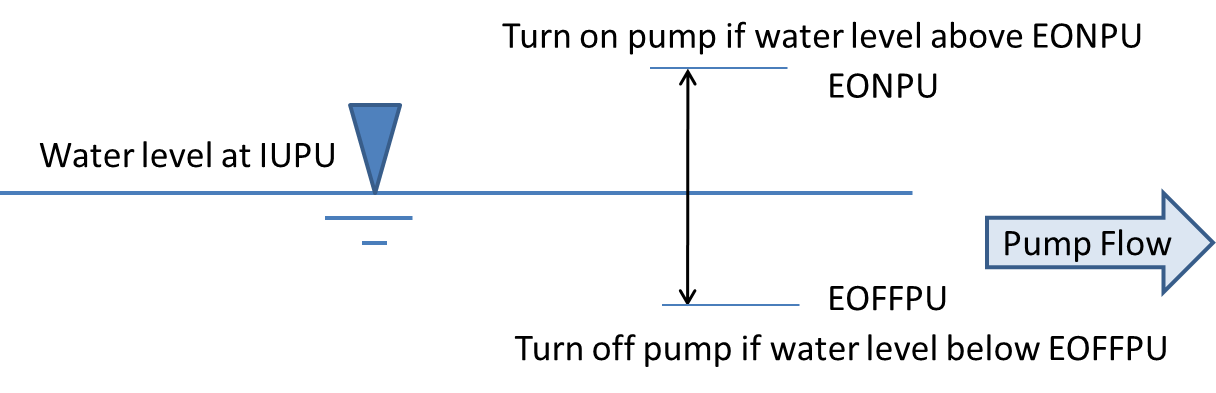 Turn on pump if water level above EONPU
EONPU
Water level at IUPU
Pump Flow
EOFFPU
Turn off pump if water level below EOFFPU